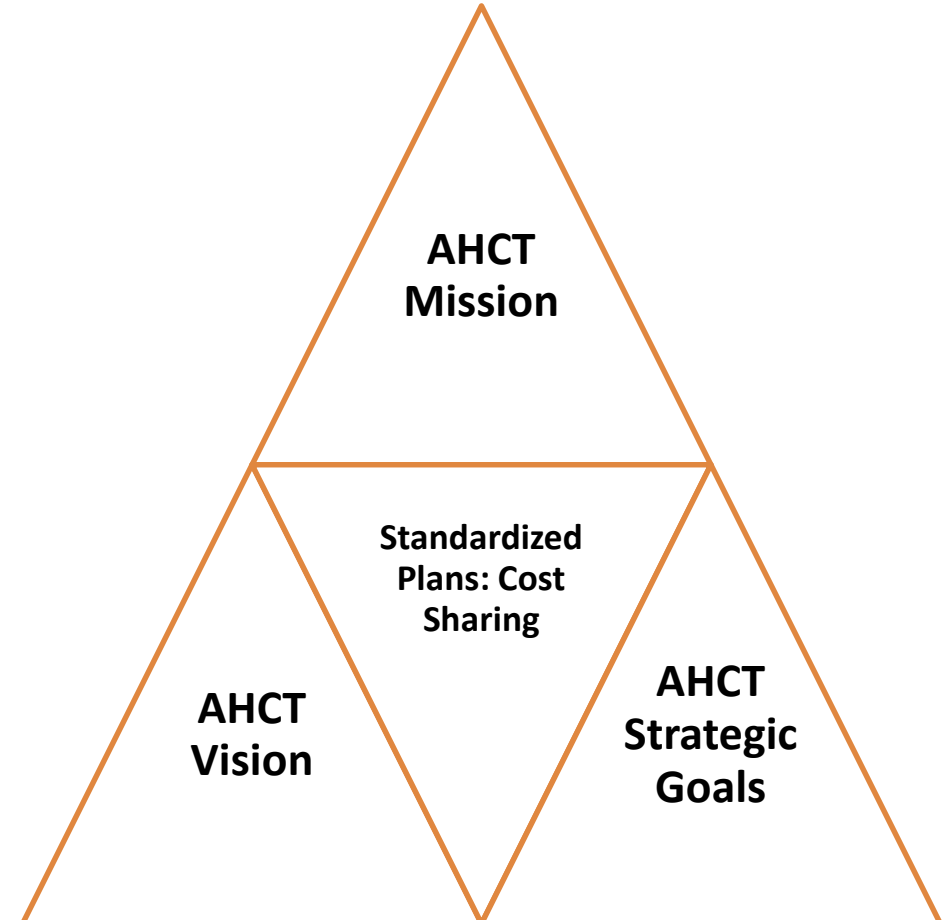 AHCT
Mission
Standardized
Plans: Cost
Sharing
AHCT
Vision
AHCT
Strategic
Goals